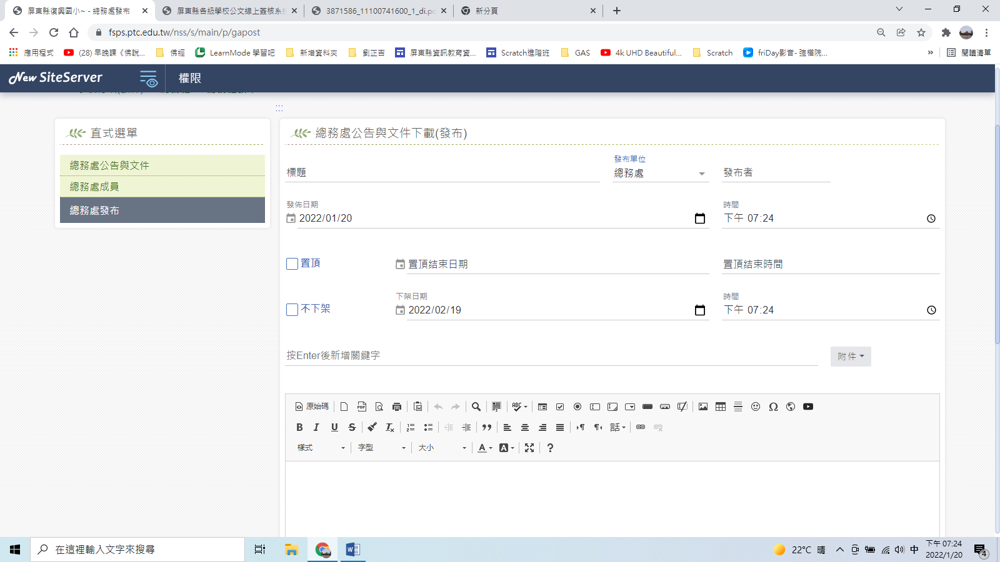 屏東縣復興國小~ - 總務處發布
屏東縣各級學校公文線上簽核系
3871586_11100741600_1_di.pc
新分頁
fsps.ptc.edu.tw/nss/s/main/p/gapost
應用程式
(28) 早晚課《佛說...
佛經
LearnMode 學習吧
新增資料夾
劉正吉
屏東縣資訊教育資...
Scratch進階班
GAS
4k UHD Beautiful...
Scratch
friDay影音- 強檔院...
»
閱讀清單
New SiteServer
權限
:::
直式選單
總務處公告與文件
總務處成員
總務處發布
總務處公告與文件下載(發布)
標題
發布單位
總務處
發布者
發佈日期
2022/01/20
時間
下午 07:24
置頂
置頂结束日期
置頂结束時間
不下架
下架日期
2022/02/19
時間
下午 07:24
按Enter後新增關鍵字
附件
原始碼
PDF
ABC
B I U S Tx
話
樣式
字型
大小
A
A
?
在這裡輸入文字來搜尋
22°C 晴
中
下午 07:24
2022/1/20
4